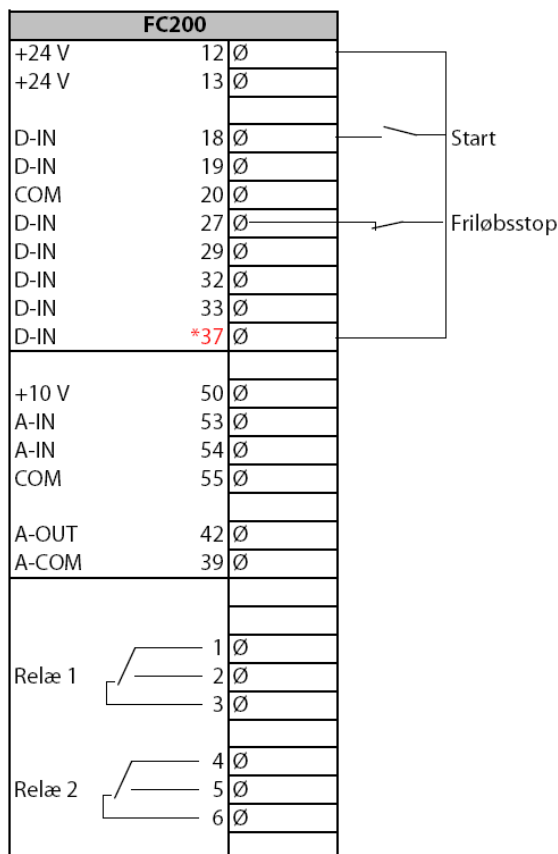 FC200
+24 V 12 Ø
+24 V 13 Ø
D-IN 18 Ø Start
D-IN 19 Ø
COM 20 Ø
D-IN 27 Ø Friløbsstop
D-IN 29 Ø
D-IN 32 Ø
D-IN 33 Ø
D-IN *37 Ø
+10 V 50 Ø
A-IN 53 Ø
A-IN 54 Ø
COM 55 Ø
A-OUT 42 Ø
A-COM 39 Ø
1 Ø
Relæ 1 2 Ø
3 Ø
4 Ø
Relæ 2 5 Ø
6 Ø